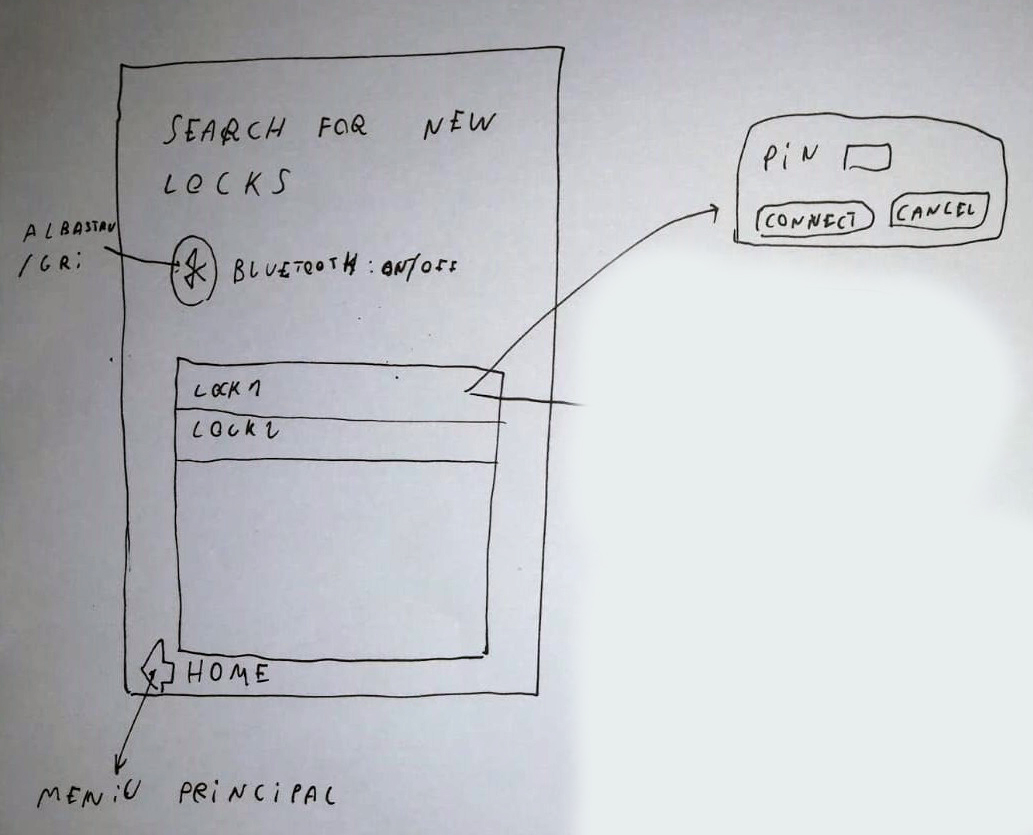 SEARCH FOR NEW
LOCKS
ALBASTRU
/GRi
BLUETOOTH: ON/OFF
LOCK 1
LOCK 2
HOME
MENiU PRiNCiPAL
PiN
CONNECT
CANCEL